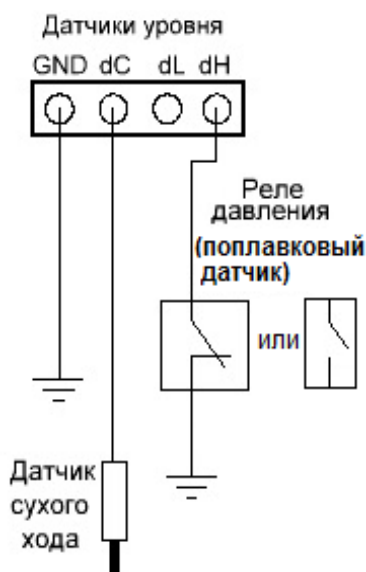 Датчики уровня
GND dC dL dH
Реле
давления
(поплавковый
датчик)
или
Датчик
сухого
хода